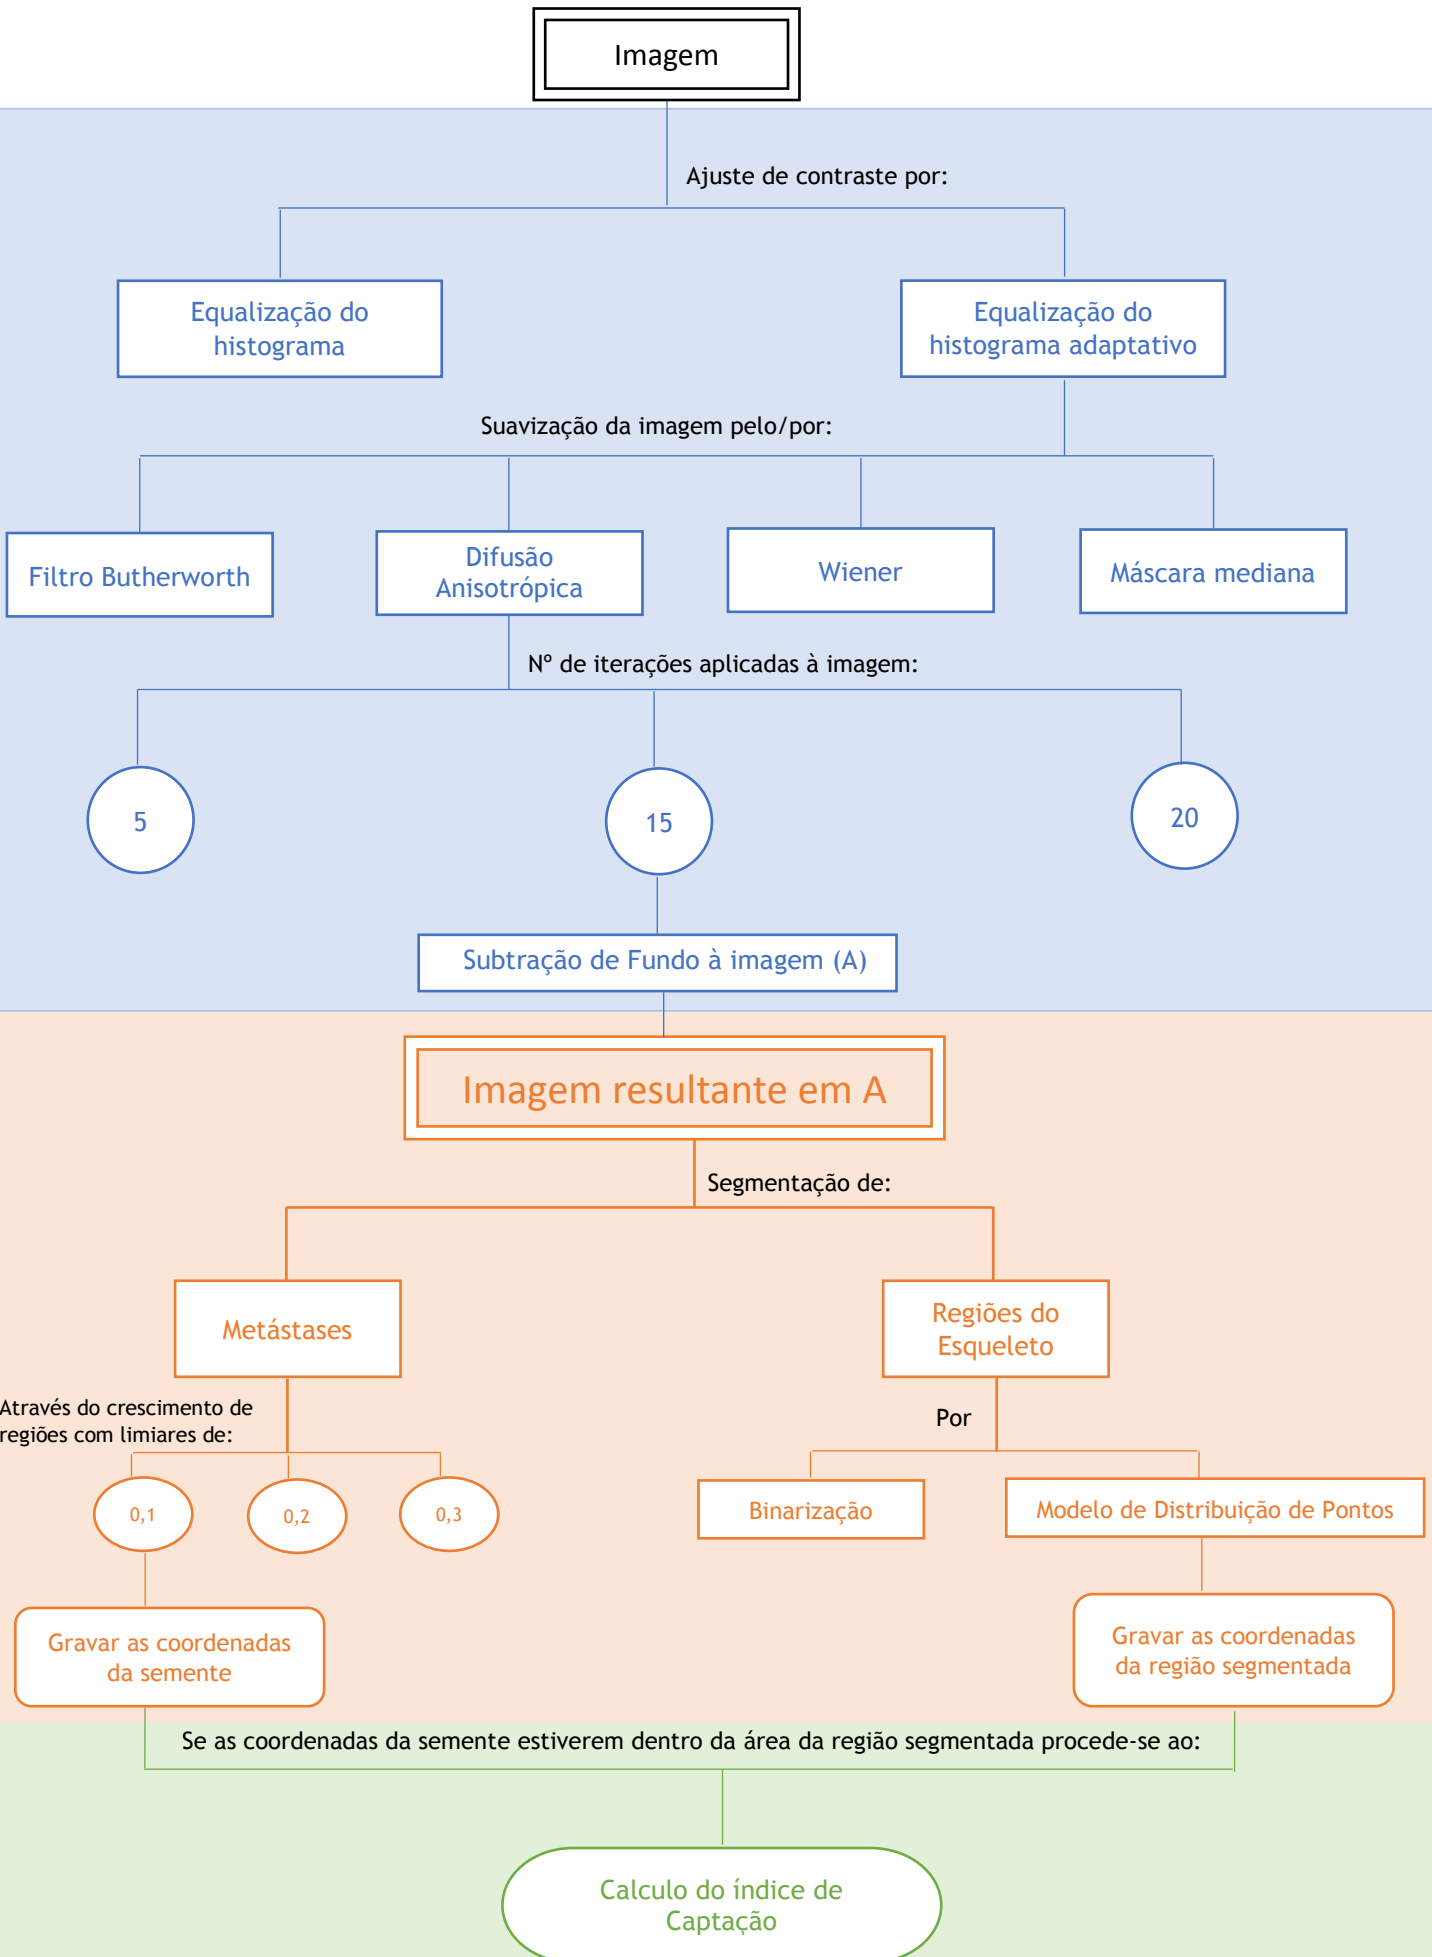 Imagem
Ajuste de contraste por:
Equalização do
histograma
Equalização do
histograma adaptativo
Suavização da imagem pelo/por:
Filtro Butherworth
Difusão
Anisotrópica
Wiener
Máscara mediana
Nº de iterações aplicadas à imagem:
5
15
20
Subtração de Fundo à imagem (A)
Imagem resultante em A
Segmentação de:
Metástases
Regiões do
Esqueleto
Através do crescimento de
regiões com limiares de:
Por
0,1
0,2
0,3
Binarização
Modelo de Distribuição de Pontos
Gravar as coordenadas
da semente
Gravar as coordenadas
da região segmentada
Se as coordenadas da semente estiverem dentro da área da região segmentada procede-se ao:
Calculo do índice de
Captação